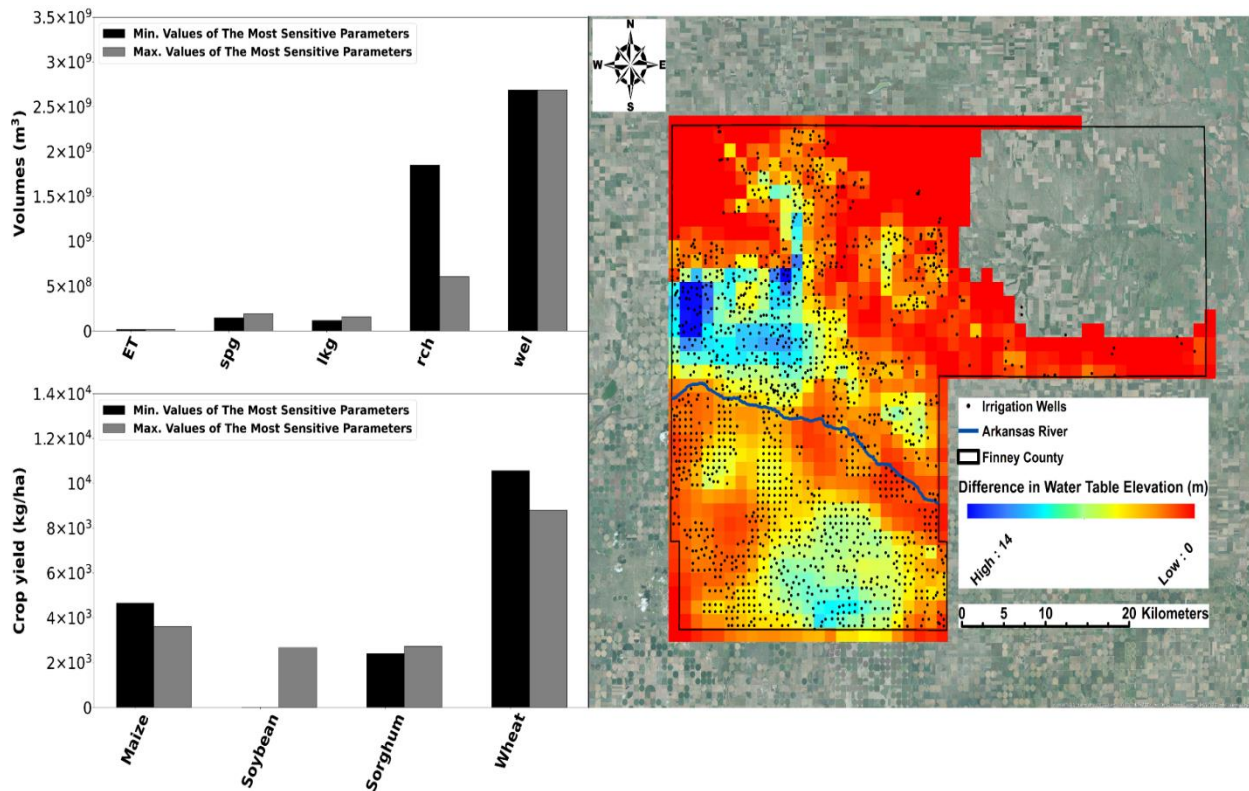 3.5×10⁹
Min. Values of The Most Sensitive Parameters
Max. Values of The Most Sensitive Parameters
3×10⁹
2.5×10⁹
2×10⁹
1.5×10⁹
10⁹
5×10⁸
0
Volumes (m³)
ET
spg
lkg
rch
wel
1.4×10⁴
Min. Values of The Most Sensitive Parameters
Max. Values of The Most Sensitive Parameters
1.2×10⁴
10⁴
8×10³
6×10³
4×10³
2×10³
0
Crop yield (kg/ha)
Maize
Soybean
Sorghum
Wheat
N
W
E
S
Irrigation Wells
Arkansas River
Finney County
Difference in Water Table Elevation (m)
High : 14
Low : 0
0 5 10 20 Kilometers